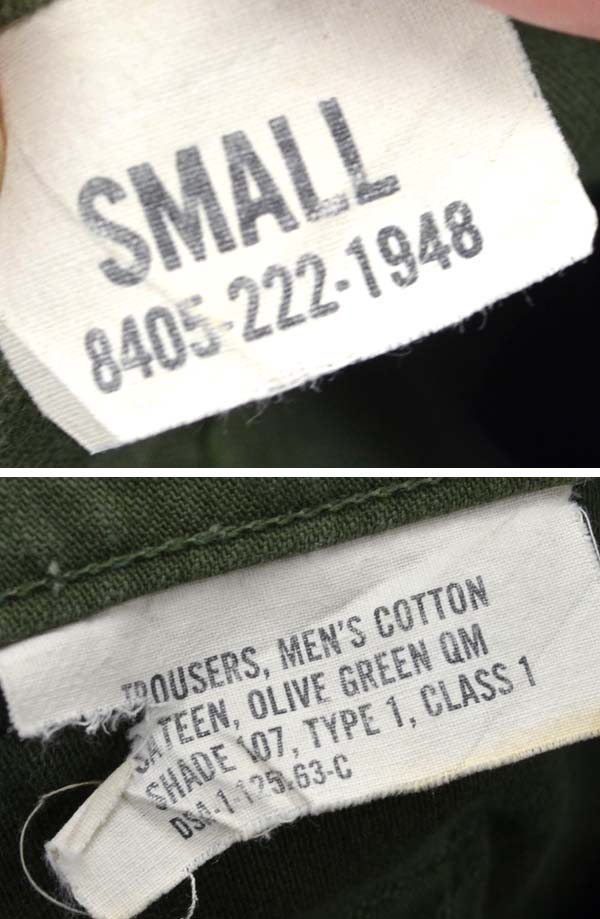 SMALL
8405-222-1948
TROUSERS, MEN'S COTTON
SATEEN, OLIVE GREEN QM
SHADE 107, TYPE 1, CLASS 1
DSA-1-125.63-C